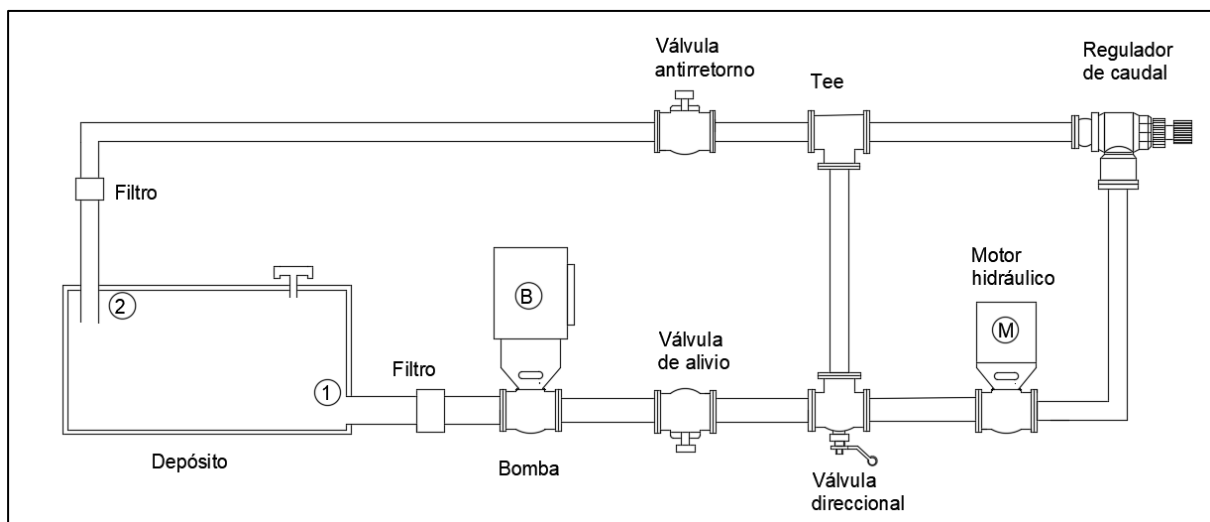 Válvula
antirretorno
Tee
Regulador
de caudal
Filtro
2
B
Motor
hidráulico
M
Válvula
de alivio
1
Filtro
Depósito
Bomba
Válvula
direccional